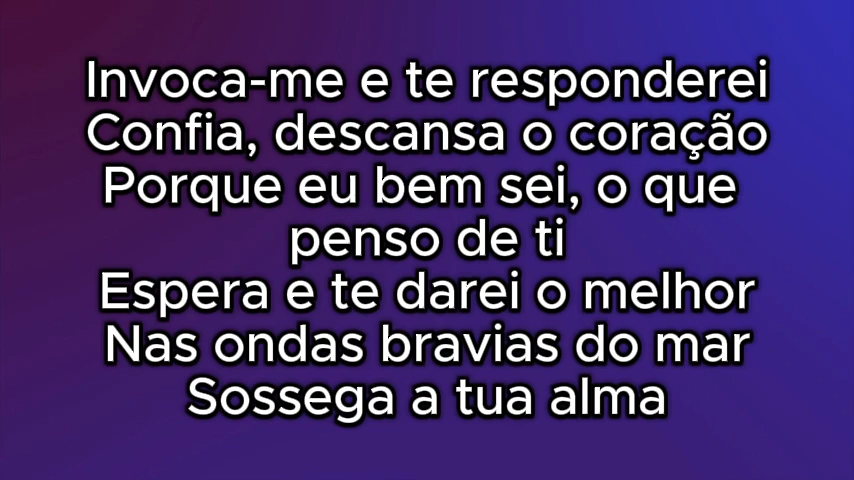 Invoca-me e te responderei
Confia, descansa o coração
Porque eu bem sei, o que
penso de ti
Espera e te darei o melhor
Nas ondas bravias do mar
Sossega a tua alma